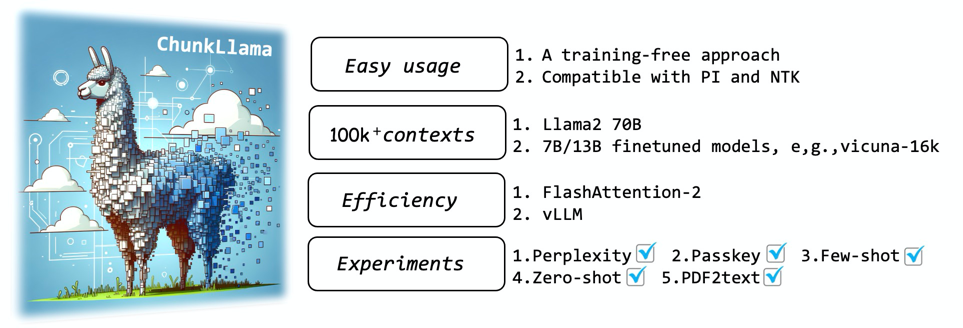 ChunkLlama
Easy usage
1. A training-free approach
2. Compatible with PI and NTK
100k⁺contexts
1. Llama2 70B
2. 7B/13B finetuned models, e,g.,vicuna-16k
Efficiency
1. FlashAttention-2
2. vLLM
Experiments
1.Perplexity ☑ 2.Passkey ☑ 3.Few-shot ☑
4.Zero-shot ☑ 5.PDF2text ☑